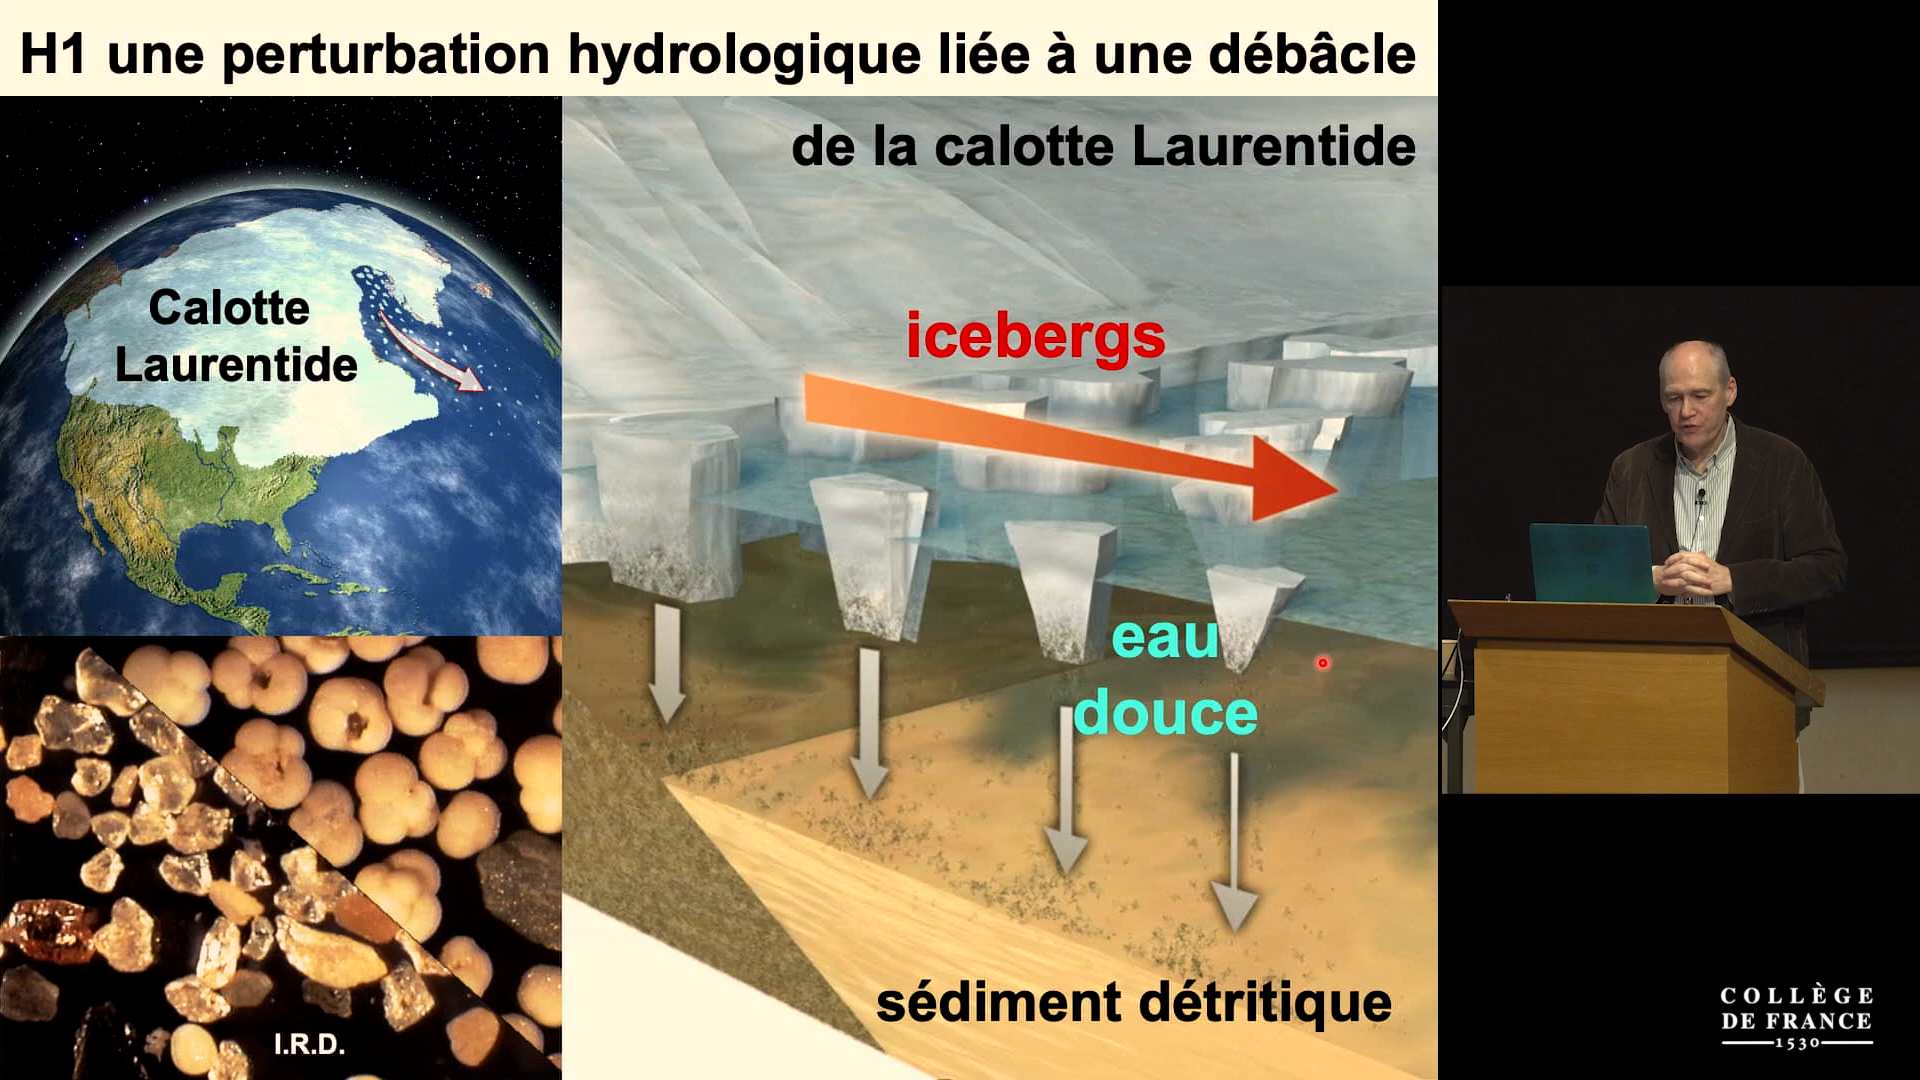 H1 une perturbation hydrologique liée à une débâcle
de la calotte Laurentide
Calotte
Laurentide
icebergs
eau
douce
sédiment détritique
I.R.D.
COLLÈGE
DE FRANCE
1530